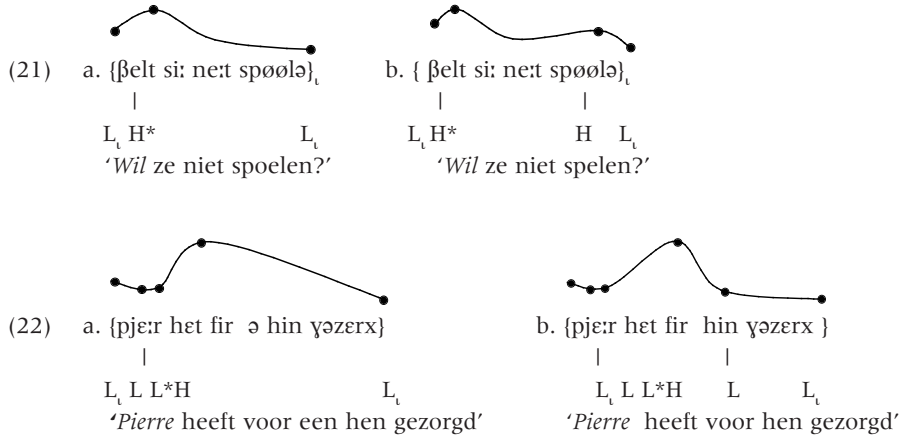 (21) a. {βelt siː neːt spøølə}ι b. { βelt siː neːt spøølə}ι
Lι H* Lι Lι H* H Lι
‘Wil ze niet spoelen?’ ‘Wil ze niet spelen?’
(22) a. {pjɛːr hɛt fir ə hin ɣəzɛrx} b. {pjɛːr hɛt fir hin ɣəzɛrx }
Lι L L*H Lι Lι L L*H L Lι
‘Pierre heeft voor een hen gezorgd’ ‘Pierre heeft voor hen gezorgd’